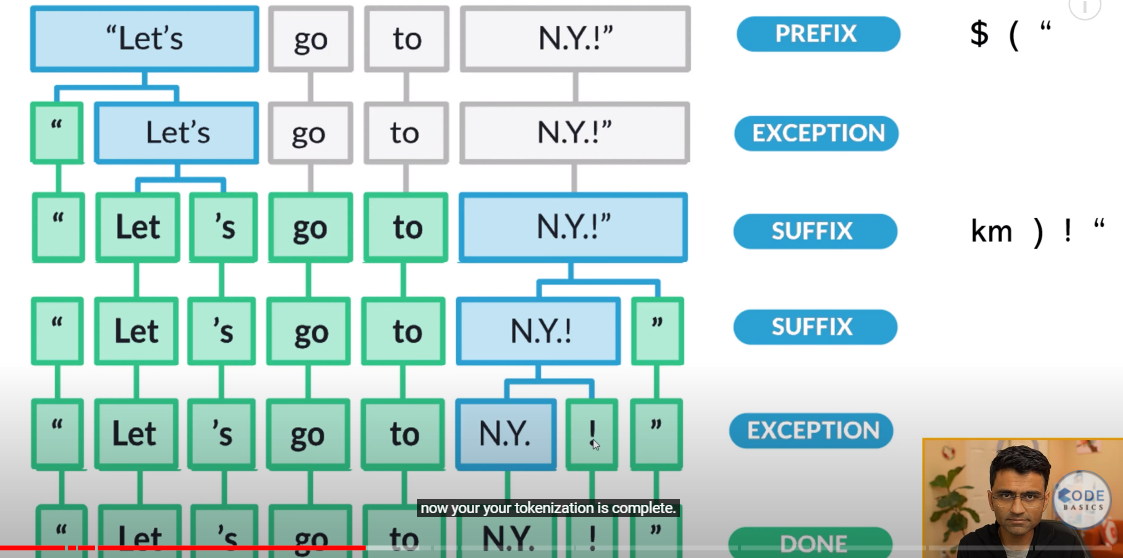 “Let’s go to N.Y.!” PREFIX $ ( “
“ Let’s go to N.Y.!” EXCEPTION
“ Let ’s go to N.Y.!” SUFFIX km ) ! “
“ Let ’s go to N.Y.! ” SUFFIX
“ Let ’s go to N.Y. ! ” EXCEPTION
now your your tokenization is complete.
“ Let ’s go to N.Y. ! ” DONE
CODE
BASICS